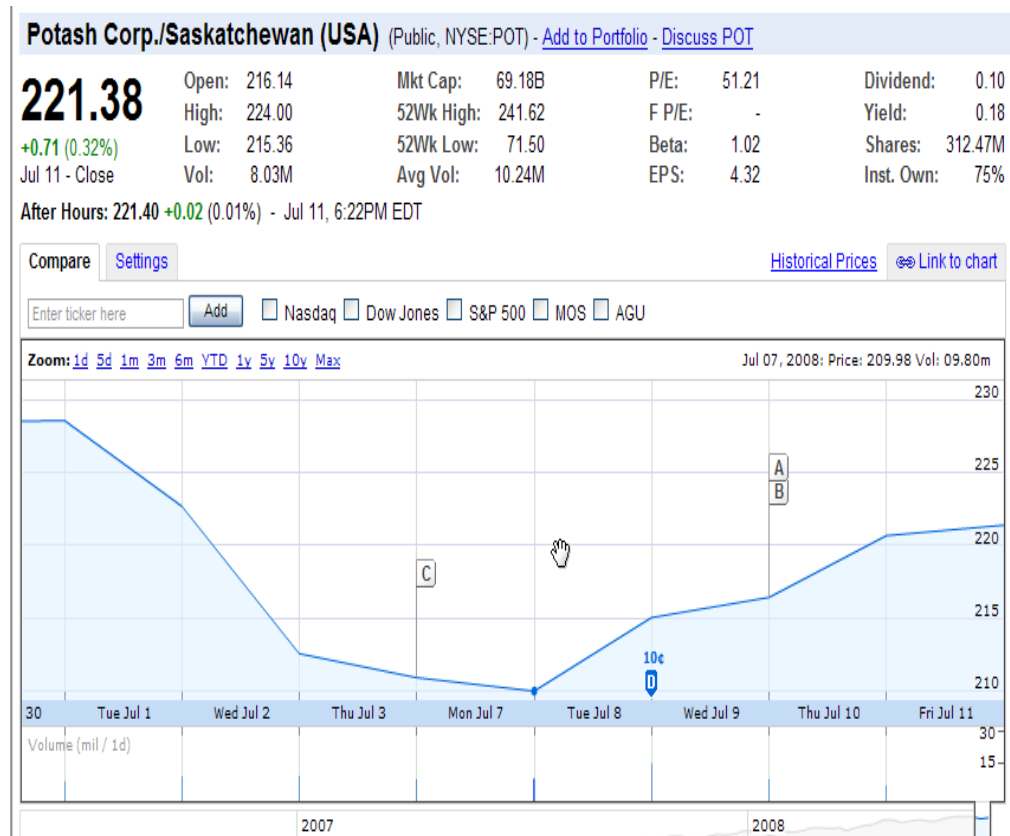 Potash Corp./Saskatchewan (USA) (Public, NYSE:POT) - Add to Portfolio - Discuss POT
221.38
+0.71 (0.32%)
Jul 11 - Close
Open: 216.14
High: 224.00
Low: 215.36
Vol: 8.03M
Mkt Cap: 69.18B
52Wk High: 241.62
52Wk Low: 71.50
Avg Vol: 10.24M
P/E: 51.21
F P/E: -
Beta: 1.02
EPS: 4.32
Dividend: 0.10
Yield: 0.18
Shares: 312.47M
Inst. Own: 75%
After Hours: 221.40 +0.02 (0.01%) - Jul 11, 6:22PM EDT
Compare Settings Historical Prices Link to chart
Enter ticker here Add Nasdaq Dow Jones S&P 500 MOS AGU
Zoom: 1d 5d 1m 3m 6m YTD 1y 5y 10y Max Jul 07, 2008: Price: 209.98 Vol: 09.80m
230
225
A
B
220
C
215
10¢
D
210
30 Tue Jul 1 Wed Jul 2 Thu Jul 3 Mon Jul 7 Tue Jul 8 Wed Jul 9 Thu Jul 10 Fri Jul 11
Volume (mil / 1d)
30
15
2007 2008